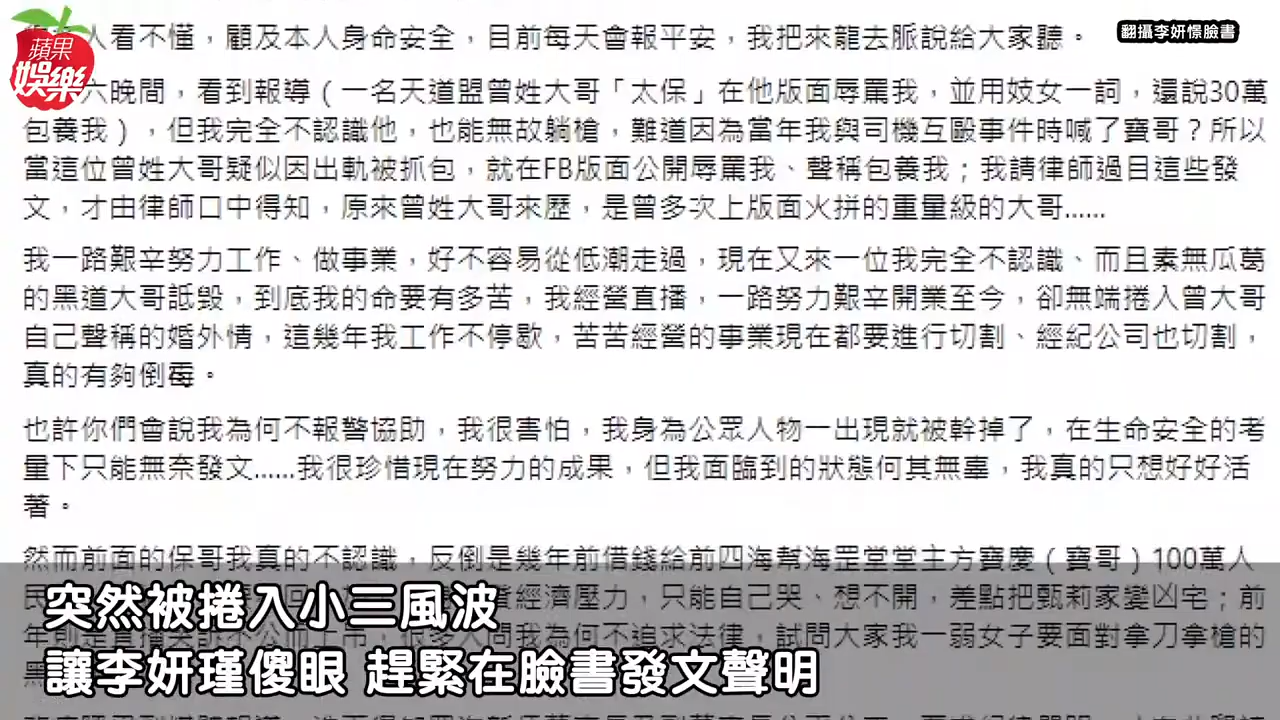 蘋果
娛樂
翻攝李妍憬臉書
人看不懂，顧及本人身命安全，目前每天會報平安，我把來龍去脈說給大家聽。
六晚間，看到報導（一名天道盟曾姓大哥「太保」在他版面辱罵我，並用妓女一詞，還說30萬
包養我），但我完全不認識他，也能無故躺槍，難道因為當年我與司機互毆事件時喊了寶哥？所以
當這位曾姓大哥疑似因出軌被抓包，就在FB版面公開辱罵我、聲稱包養我；我請律師過目這些發
文，才由律師口中得知，原來曾姓大哥來歷，是曾多次上版面火拼的重量級的大哥......
我一路艱辛努力工作、做事業，好不容易從低潮走過，現在又來一位我完全不認識、而且素無瓜葛
的黑道大哥詆毀，到底我的命要有多苦，我經營直播，一路努力艱辛開業至今，卻無端捲入曾大哥
自己聲稱的婚外情，這幾年我工作不停歇，苦苦經營的事業現在都要進行切割、經紀公司也切割，
真的有夠倒霉。
也許你們會說我為何不報警協助，我很害怕，我身為公眾人物一出現就被幹掉了，在生命安全的考
量下只能無奈發文......我很珍惜現在努力的成果，但我面臨到的狀態何其無辜，我真的只想好好活
著。
然而前面的保哥我真的不認識，反倒是幾年前借錢給前四海幫海罡堂堂主方寶慶（寶哥）100萬人
民 經濟壓力，只能自己哭、想不開，差點把甄莉家變凶宅；前
年 很多人問我為何不追求法律，試問大家我一弱女子要面對拿刀拿槍的
黑
突然被捲入小三風波
讓李妍瑾傻眼 趕緊在臉書發文聲明